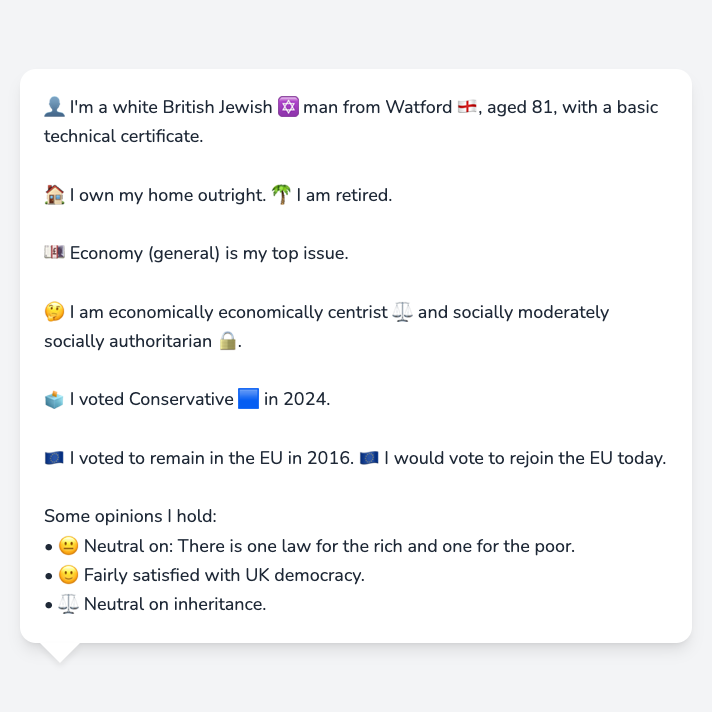 👤 I'm a white British Jewish ✡️ man from Watford 🏴󠁧󠁢󠁥󠁮󠁧󠁿, aged 81, with a basic
technical certificate.
🏠 I own my home outright. 🌴 I am retired.
💷 Economy (general) is my top issue.
🤔 I am economically economically centrist ⚖️ and socially moderately
socially authoritarian 🔒.
🗳️ I voted Conservative 🟦 in 2024.
🇪🇺 I voted to remain in the EU in 2016. 🇪🇺 I would vote to rejoin the EU today.
Some opinions I hold:
• 😐 Neutral on: There is one law for the rich and one for the poor.
• 🙂 Fairly satisfied with UK democracy.
• ⚖️ Neutral on inheritance.